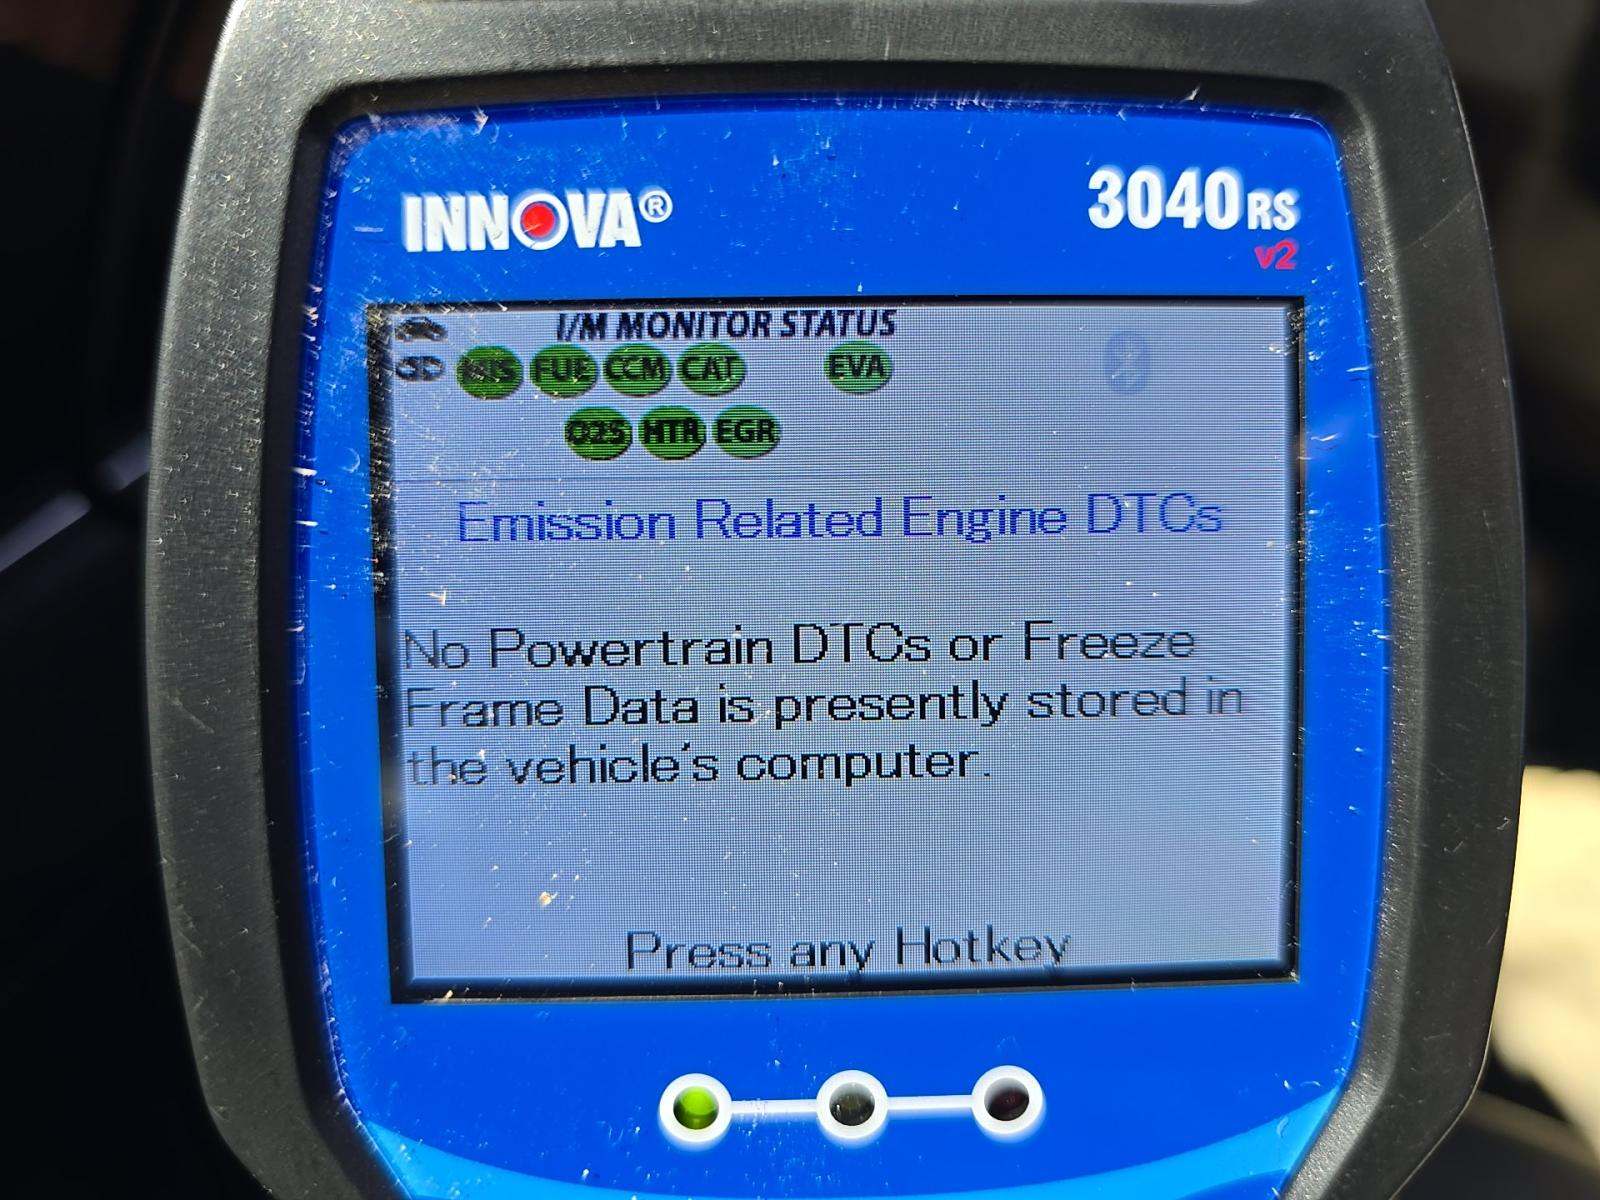 INNOVA®
3040RS
v2
I/M MONITOR STATUS
MIS FUE CCM CAT EVA
O2S HTR EGR
Emission Related Engine DTCs
No Powertrain DTCs or Freeze
Frame Data is presently stored in
the vehicle's computer.
Press any Hotkey